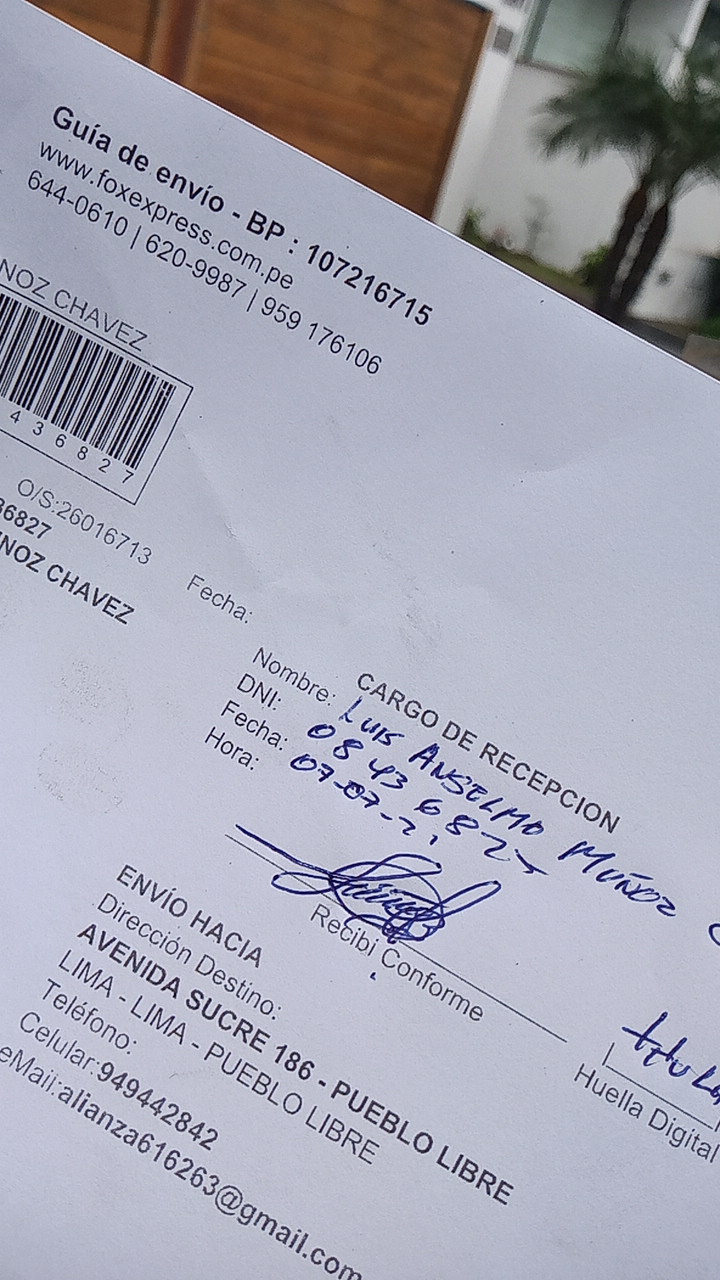 Guía de envío - BP : 107216715
www.foxexpress.com.pe
644-0610 | 620-9987 | 959 176106
NOZ CHAVEZ
4 3 6 8 2 7
O/S:26016713
36827
NOZ CHAVEZ
Fecha:
CARGO DE RECEPCION
Nombre: LUIS ANSELMO MUÑOZ C
DNI: 08436827
Fecha: 07-07-21
Hora:
Recibi Conforme
Huella Digital
ENVÍO HACIA
Dirección Destino:
AVENIDA SUCRE 186 - PUEBLO LIBRE
LIMA - LIMA - PUEBLO LIBRE
Teléfono:
Celular:949442842
eMail:alianza616263@gmail.com